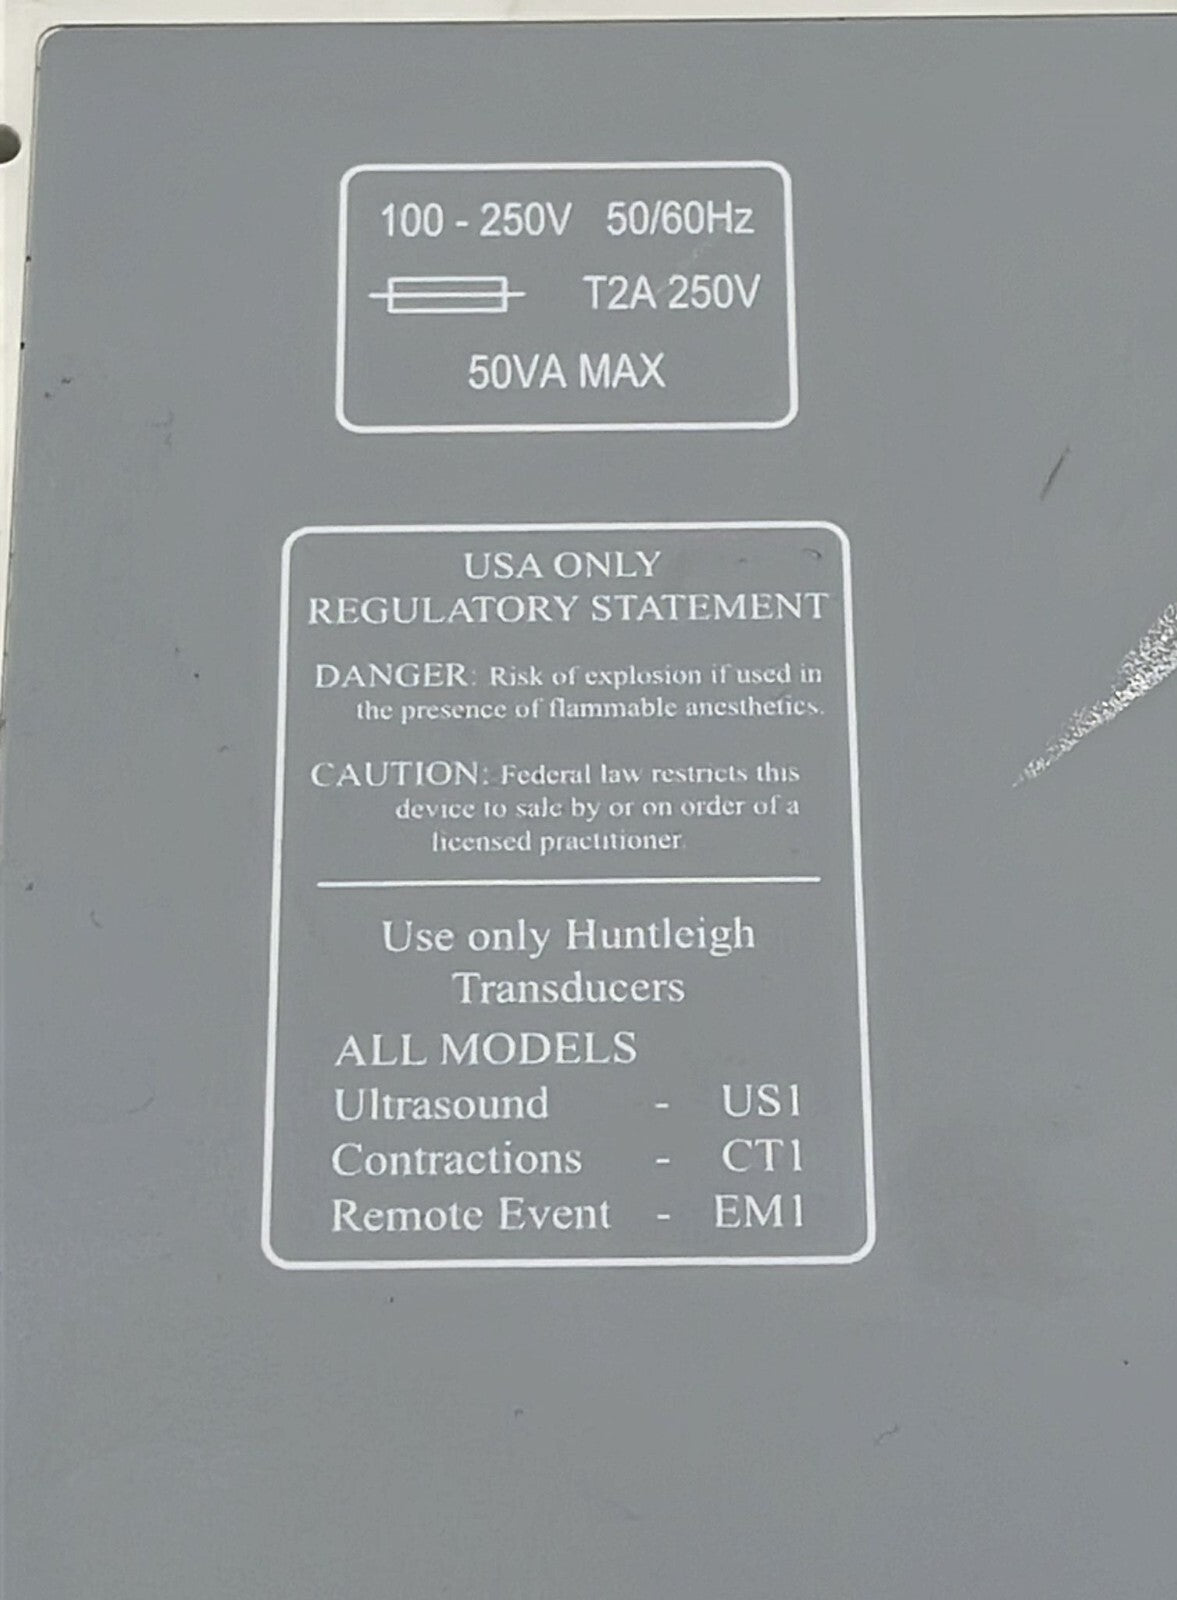 100 - 250V 50/60Hz
T2A 250V
50VA MAX
USA ONLY
REGULATORY STATEMENT
DANGER: Risk of explosion if used in
the presence of flammable anesthetics.
CAUTION: Federal law restricts this
device to sale by or on order of a
licensed practitioner.
Use only Huntleigh
Transducers
ALL MODELS
Ultrasound - US1
Contractions - CT1
Remote Event - EM1